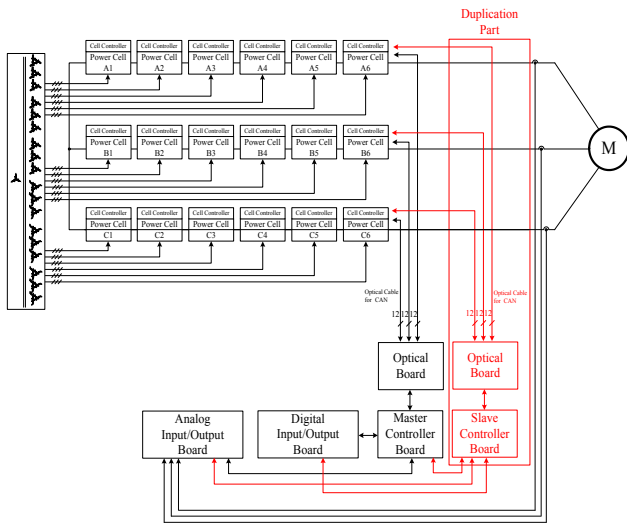 Duplication
Part
Cell Controller
Power Cell
A1
Cell Controller
Power Cell
A2
Cell Controller
Power Cell
A3
Cell Controller
Power Cell
A4
Cell Controller
Power Cell
A5
Cell Controller
Power Cell
A6
Cell Controller
Power Cell
B1
Cell Controller
Power Cell
B2
Cell Controller
Power Cell
B3
Cell Controller
Power Cell
B4
Cell Controller
Power Cell
B5
Cell Controller
Power Cell
B6
M
Cell Controller
Power Cell
C1
Cell Controller
Power Cell
C2
Cell Controller
Power Cell
C3
Cell Controller
Power Cell
C4
Cell Controller
Power Cell
C5
Cell Controller
Power Cell
C6
Optical Cable
for CAN
12 12 12
Optical Cable
for CAN
12 12 12
Optical
Board
Optical
Board
Analog
Input/Output
Board
Digital
Input/Output
Board
Master
Controller
Board
Slave
Controller
Board